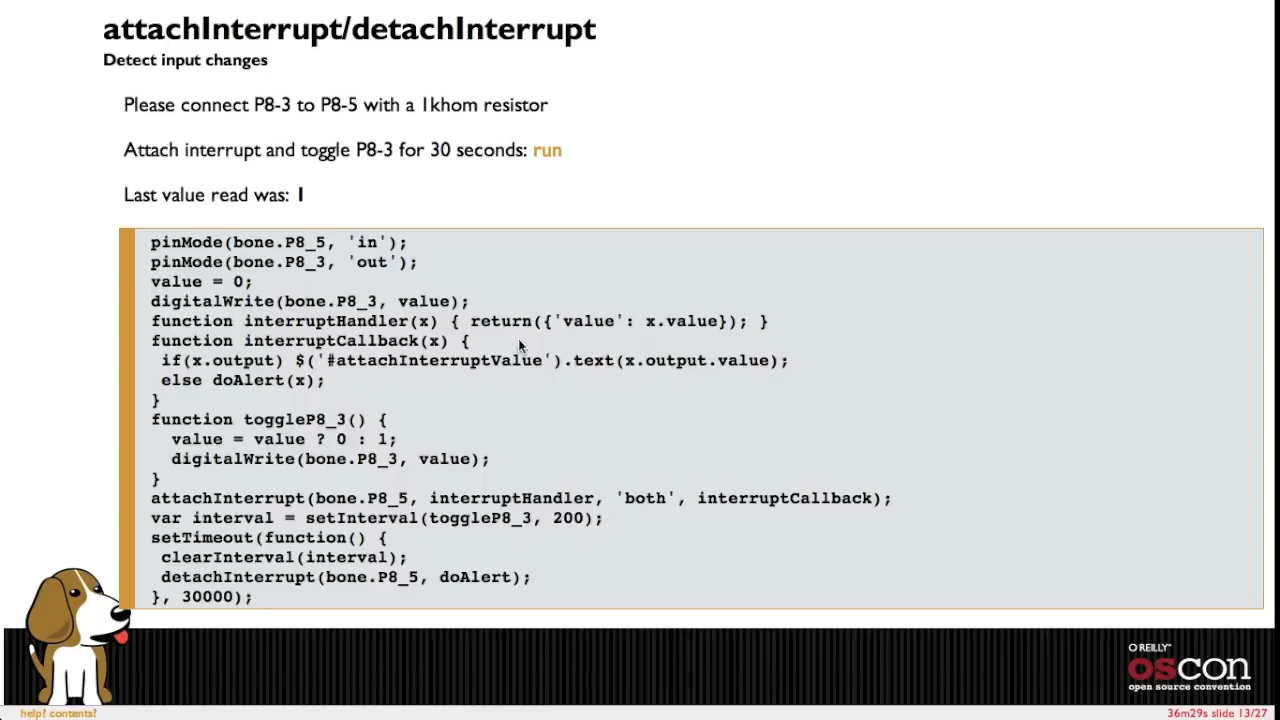 attachInterrupt/detachInterrupt
Detect input changes
Please connect P8-3 to P8-5 with a 1khom resistor
Attach interrupt and toggle P8-3 for 30 seconds: run
Last value read was: 1
pinMode(bone.P8_5, 'in');
pinMode(bone.P8_3, 'out');
value = 0;
digitalWrite(bone.P8_3, value);
function interruptHandler(x) { return({'value': x.value}); }
function interruptCallback(x) {
 if(x.output) $('#attachInterruptValue').text(x.output.value);
 else doAlert(x);
}
function toggleP8_3() {
  value = value ? 0 : 1;
  digitalWrite(bone.P8_3, value);
}
attachInterrupt(bone.P8_5, interruptHandler, 'both', interruptCallback);
var interval = setInterval(toggleP8_3, 200);
setTimeout(function() {
 clearInterval(interval);
 detachInterrupt(bone.P8_5, doAlert);
}, 30000);
O REILLY
oscon
open source convention
help? contents?
36m29s slide 13/27